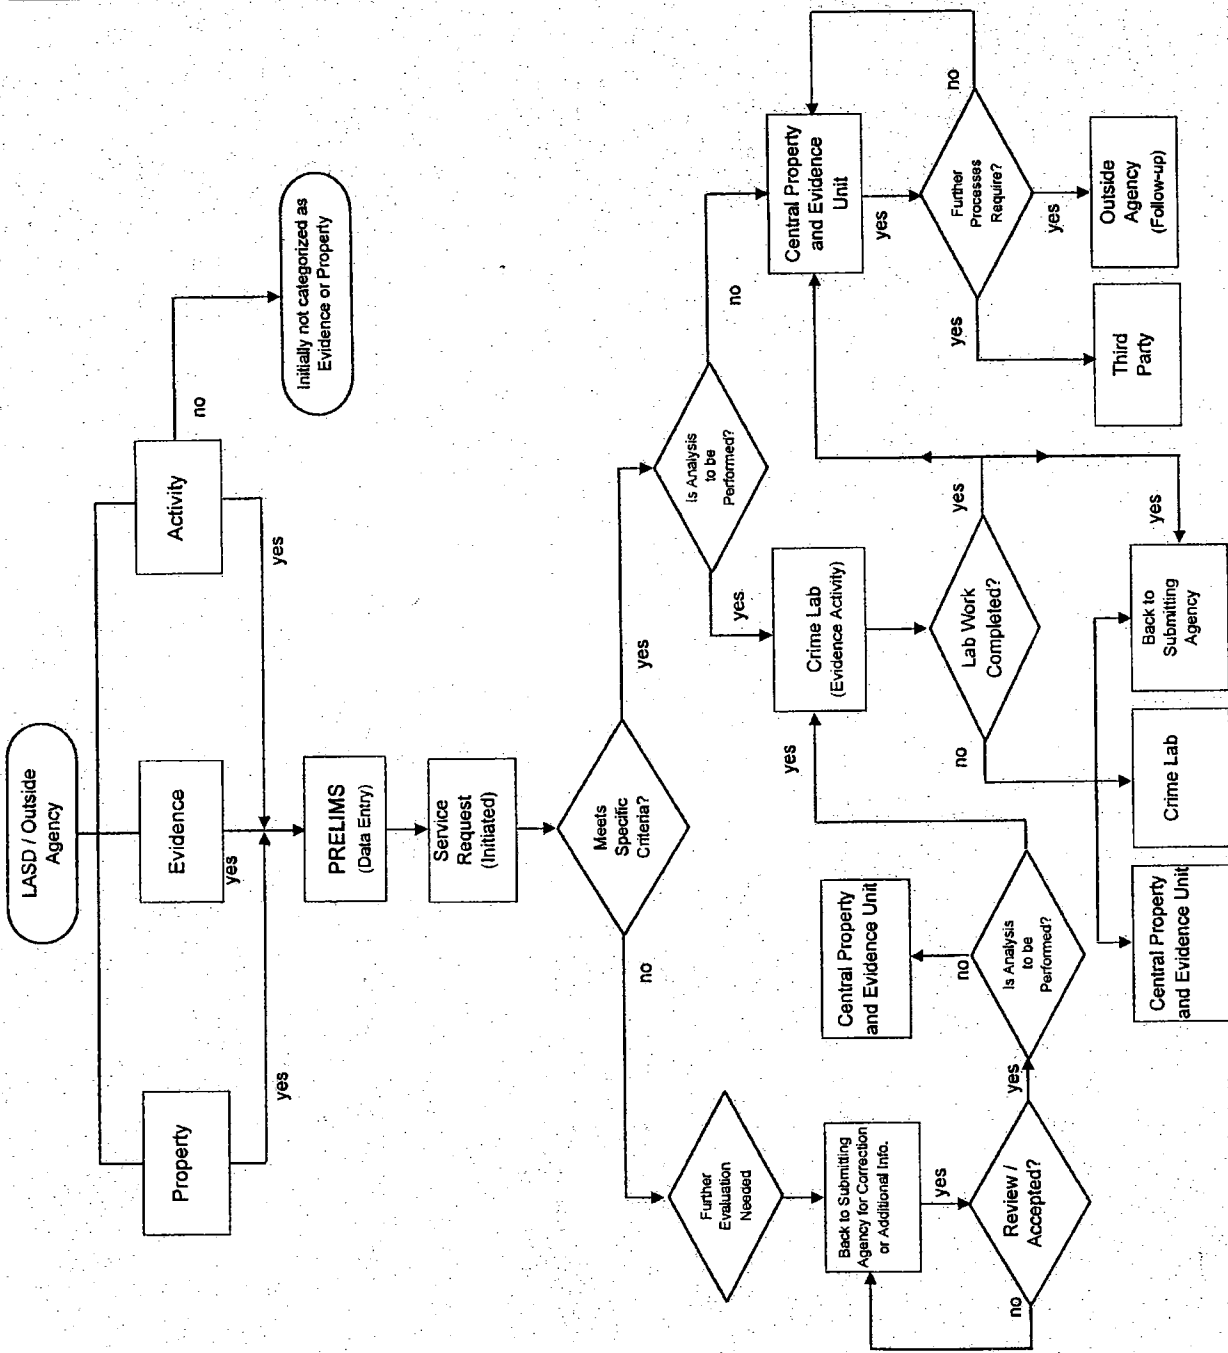 LASD / Outside
Agency
Property
Evidence
Activity
yes
yes
yes
no
Initially not categorized as
Evidence or Property
PRELIMS
(Data Entry)
Service
Request
(Initiated)
Meets
Specific
Criteria?
no
yes
Further
Evaluation
Needed
Back to Submitting
Agency for Correction
or Additional Info.
yes
Review /
Accepted?
no
yes
Is Analysis
to be
Performed?
no
Central Property
and Evidence Unit
yes
Is Analysis
to be
Performed?
yes
no
Crime Lab
(Evidence Activity)
Lab Work
Completed?
no
yes
yes
Central Property
and Evidence Unit
Crime Lab
Back to
Submitting
Agency
Central Property
and Evidence
Unit
yes
Further
Processes
Require?
no
yes
yes
Third
Party
Outside
Agency
(Follow-up)